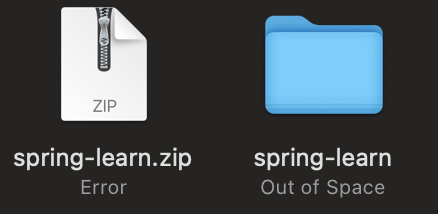 ZIP
spring-learn.zip
spring-learn
Error
Out of Space